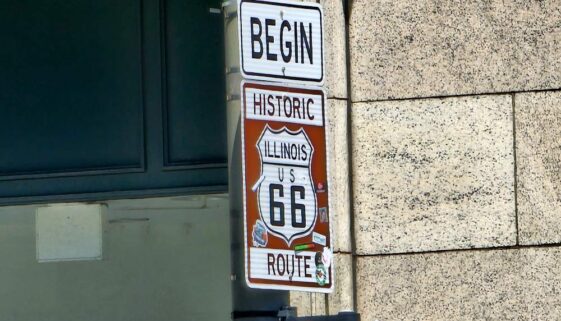 BEGIN
HISTORIC
ILLINOIS
US
66
ROUTE